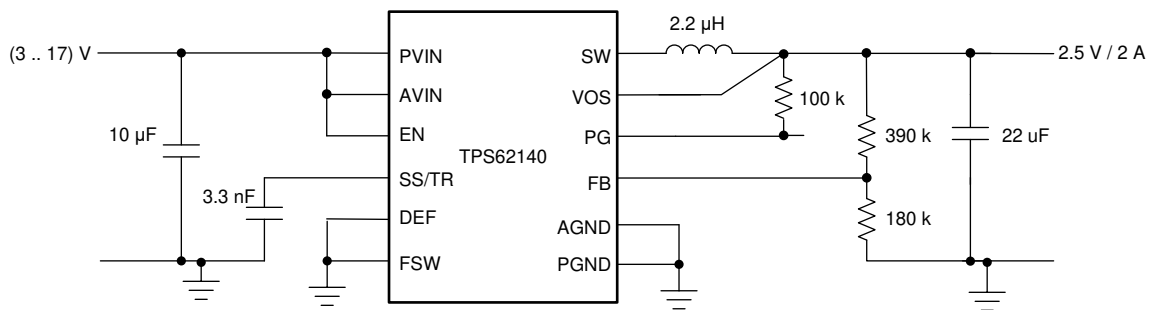 2.2 µH
(3 .. 17) V
PVIN
SW
2.5 V / 2 A
AVIN
VOS
100 k
10 µF
EN
PG
390 k
22 uF
TPS62140
SS/TR
FB
3.3 nF
DEF
AGND
180 k
FSW
PGND